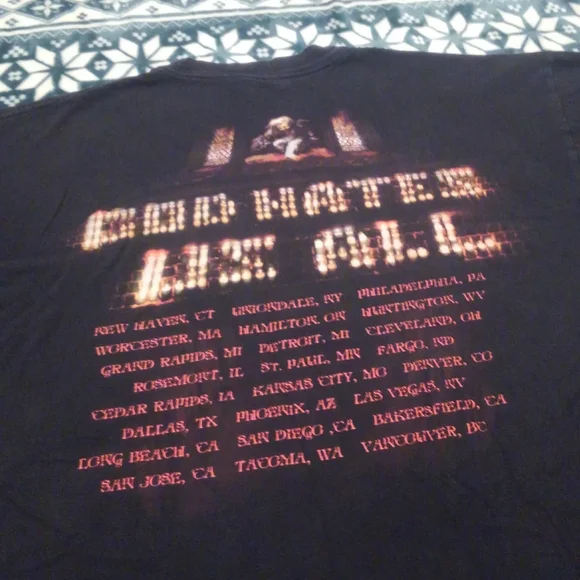 GOD HATES
US ALL
NEW HAVEN, CT UNIONDALE, NY PHILADELPHIA, PA
WORCESTER, MA HAMILTON, ON HUNTINGTON, WV
GRAND RAPIDS, MI DETROIT, MI CLEVELAND, OH
ROSEMONT, IL ST. PAUL, MN FARGO, ND
CEDAR RAPIDS, IA KANSAS CITY, MO DENVER, CO
DALLAS, TX PHOENIX, AZ LAS VEGAS, NV
LONG BEACH, CA SAN DIEGO ,CA BAKERSFIELD, CA
SAN JOSE, CA TACOMA, WA VANCOUVER, BC